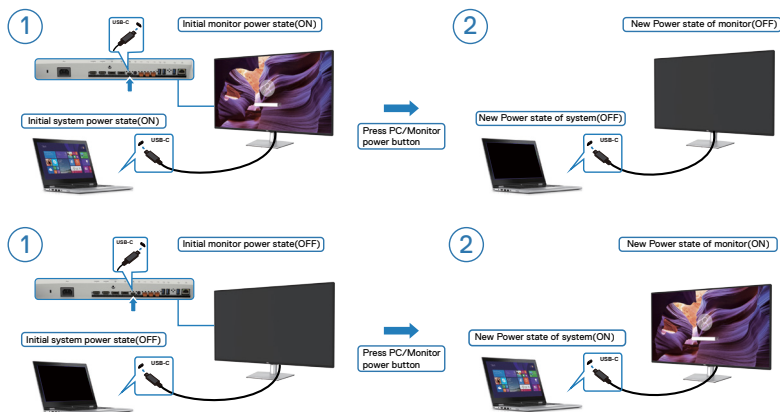 1
USB-C
Initial monitor power state(ON)
Initial system power state(ON)
USB-C
Press PC/Monitor
power button
2
New Power state of monitor(OFF)
New Power state of system(OFF)
USB-C
1
USB-C
Initial monitor power state(OFF)
Initial system power state(OFF)
USB-C
Press PC/Monitor
power button
2
New Power state of monitor(ON)
New Power state of system(ON)
USB-C